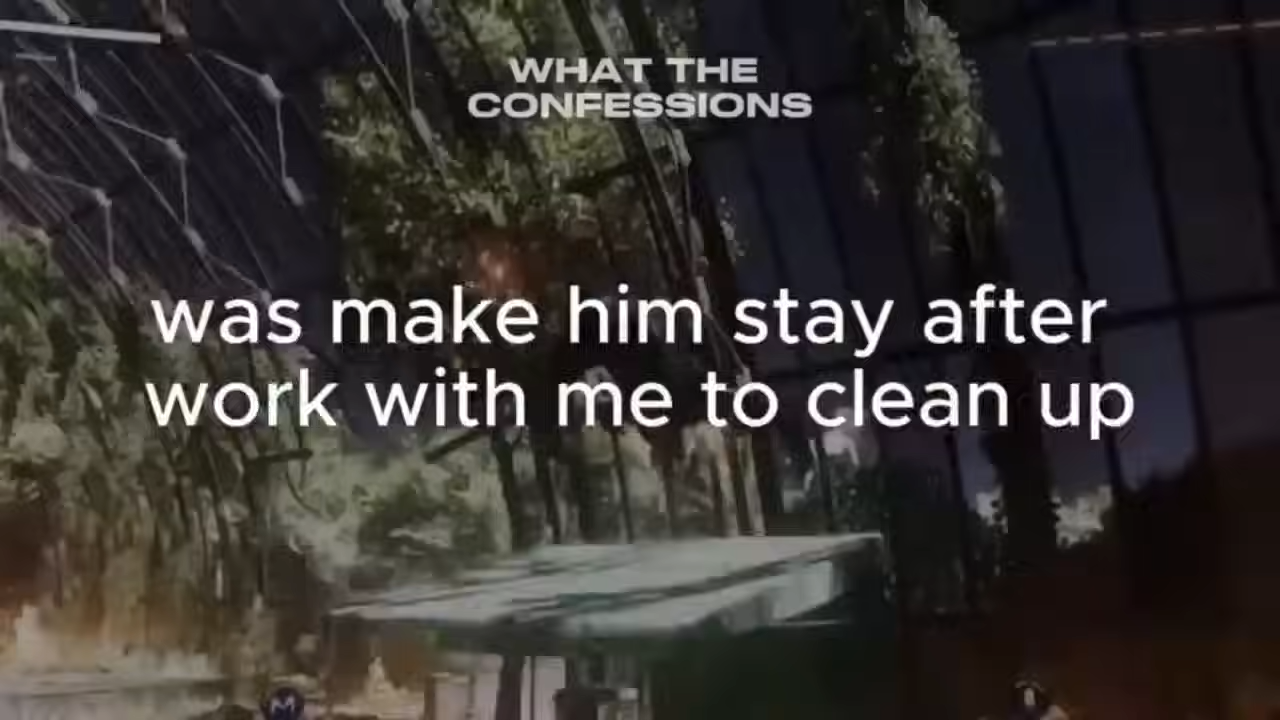 WHAT THE
CONFESSIONS
was make him stay after
work with me to clean up
M